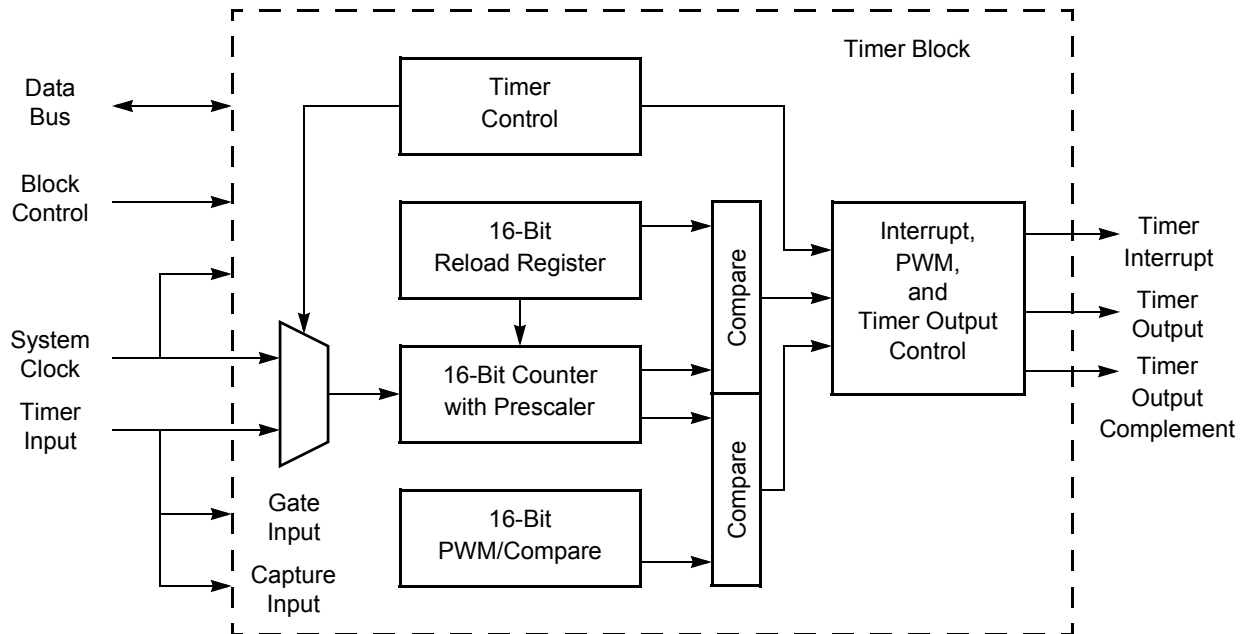 Timer Block
Data
Bus
Block
Control
System
Clock
Timer
Input
Gate
Input
Capture
Input
Timer
Control
16-Bit
Reload Register
16-Bit Counter
with Prescaler
16-Bit
PWM/Compare
Compare
Compare
Interrupt,
PWM,
and
Timer Output
Control
Timer
Interrupt
Timer
Output
Timer
Output
Complement